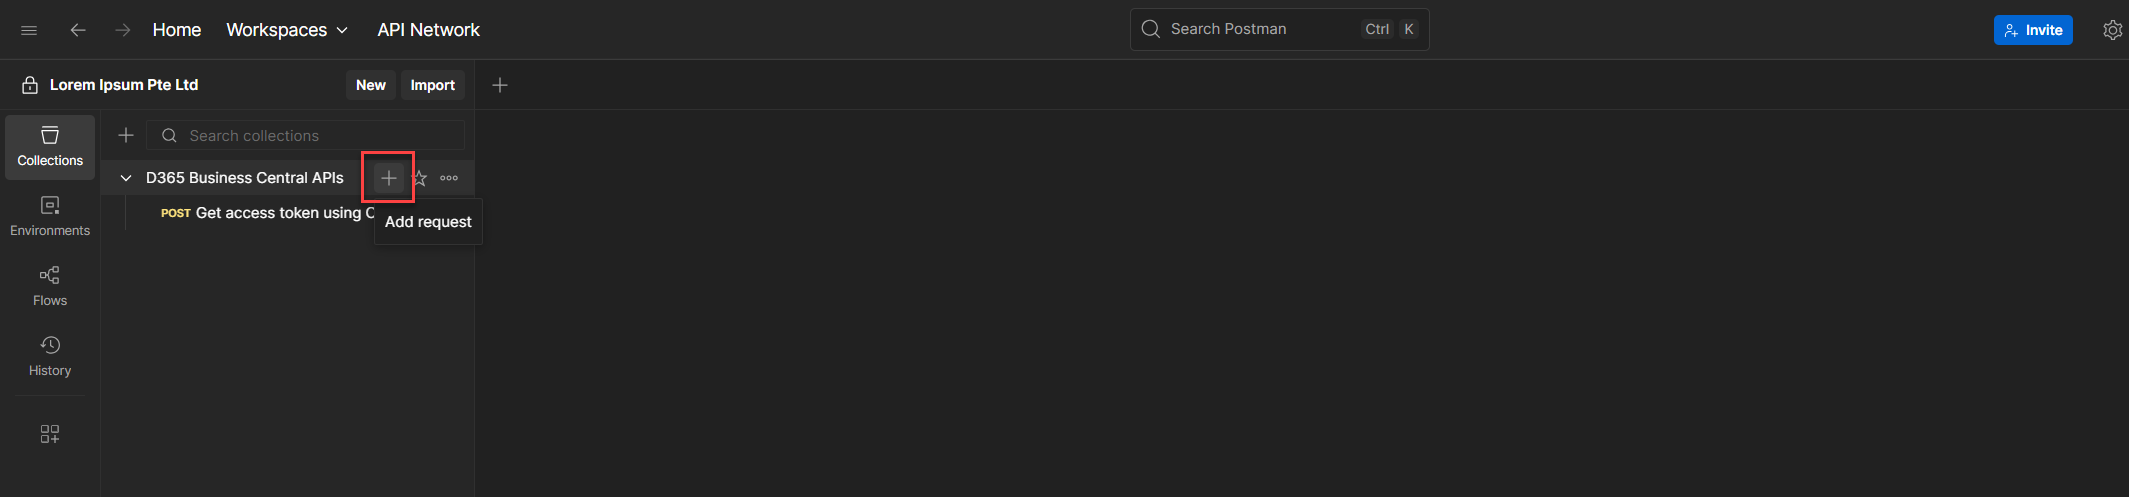 Home Workspaces API Network Search Postman Ctrl K Invite
Lorem Ipsum Pte Ltd New Import
Search collections
Collections
D365 Business Central APIs
POST Get access token using
Add request
Environments
Flows
History